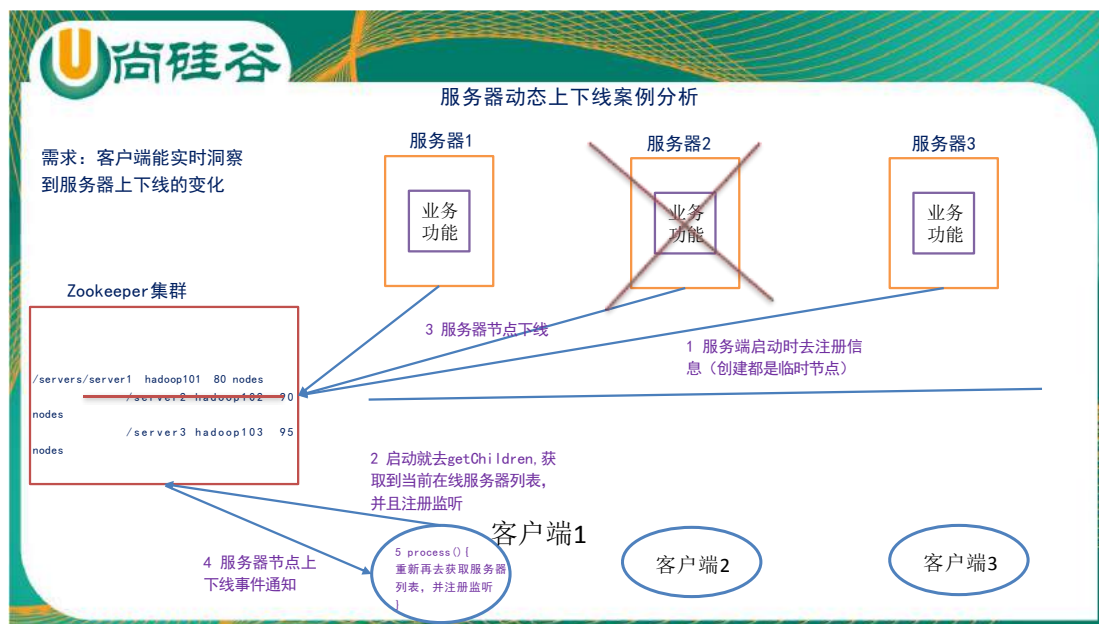 尚硅谷
服务器动态上下线案例分析
需求：客户端能实时洞察
到服务器上下线的变化
服务器1
服务器2
服务器3
业务
功能
业务
功能
业务
功能
Zookeeper集群
3 服务器节点下线
1 服务端启动时去注册信
息（创建都是临时节点）
/servers/server1 hadoop101 80 nodes
/server2 hadoop102 90
nodes
/server3 hadoop103 95
nodes
2 启动就去getChildren,获
取到当前在线服务器列表，
并且注册监听
客户端1
4 服务器节点上
下线事件通知
5 process(){
重新再去获取服务器
列表，并注册监听
}
客户端2
客户端3